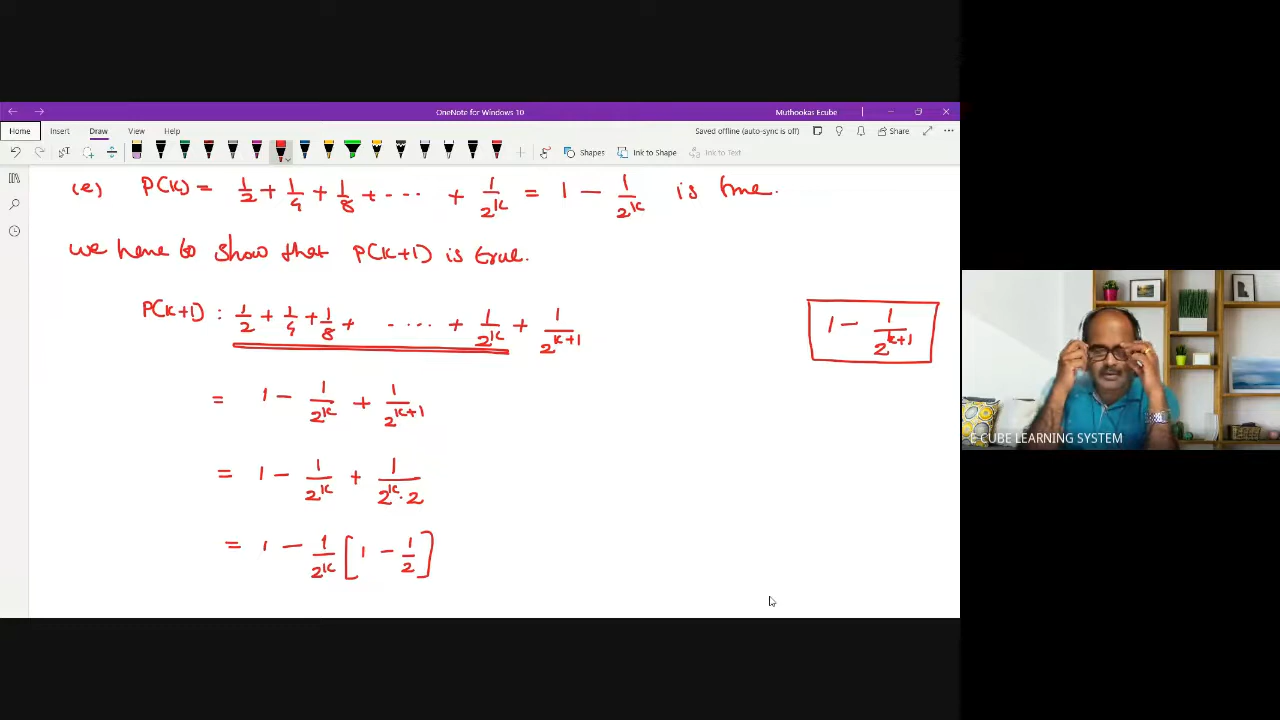 OneNote for Windows 10
Muthookas Ecube
Home Insert Draw View Help
Saved offline (auto-sync is off) Share
Shapes Ink to Shape Ink to Text
(e) P(k) = 1/2 + 1/4 + 1/8 + ... + 1/2^k = 1 - 1/2^k is true.
we have to show that P(k+1) is true.
P(k+1) : 1/2 + 1/4 + 1/8 + .... + 1/2^k + 1/2^(k+1)
1 - 1/2^(k+1)
= 1 - 1/2^k + 1/2^(k+1)
= 1 - 1/2^k + 1/(2^k · 2)
= 1 - 1/2^k [1 - 1/2]
E CUBE LEARNING SYSTEM